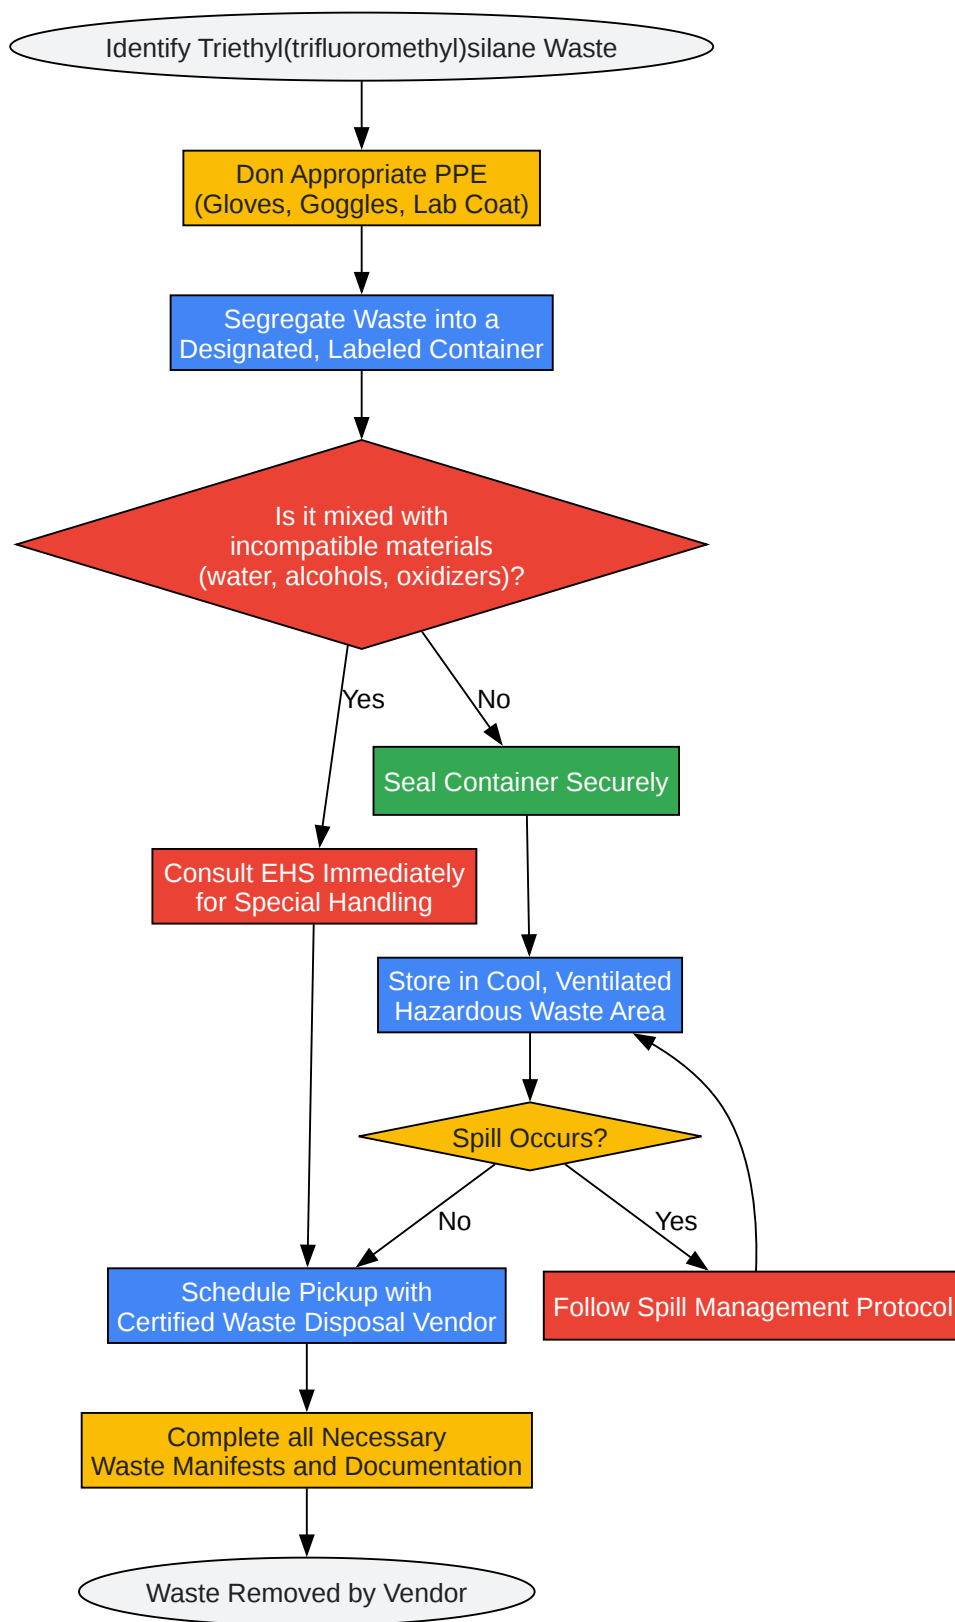 Identify Triethyl(trifluoromethyl)silane Waste
Don Appropriate PPE
(Gloves, Goggles, Lab Coat)
Segregate Waste into a
Designated, Labeled Container
Is it mixed with
incompatible materials
(water, alcohols, oxidizers)?
Yes
No
Seal Container Securely
Consult EHS Immediately
for Special Handling
Store in Cool, Ventilated
Hazardous Waste Area
Spill Occurs?
No
Yes
Schedule Pickup with
Certified Waste Disposal Vendor
Follow Spill Management Protocol
Complete all Necessary
Waste Manifests and Documentation
Waste Removed by Vendor